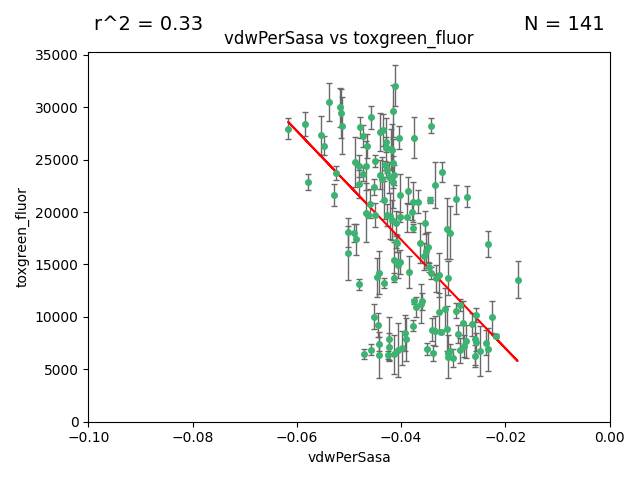 r^2 = 0.33
N = 141
vdwPerSasa vs toxgreen_fluor
35000
30000
25000
20000
15000
10000
5000
0
toxgreen_fluor
−0.10
−0.08
−0.06
−0.04
−0.02
0.00
vdwPerSasa